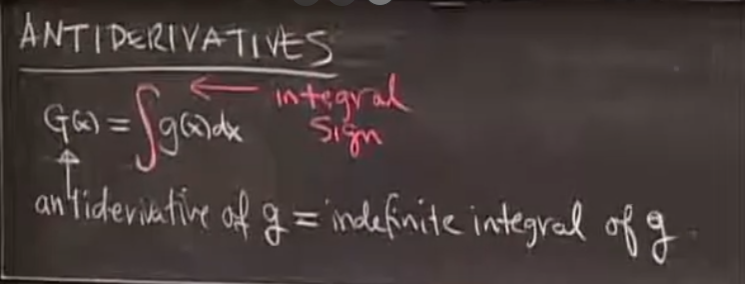 ANTIDERIVATIVES
G(x) = ∫g(x)dx ← integral sign
↑
antiderivative of g = indefinite integral of g.